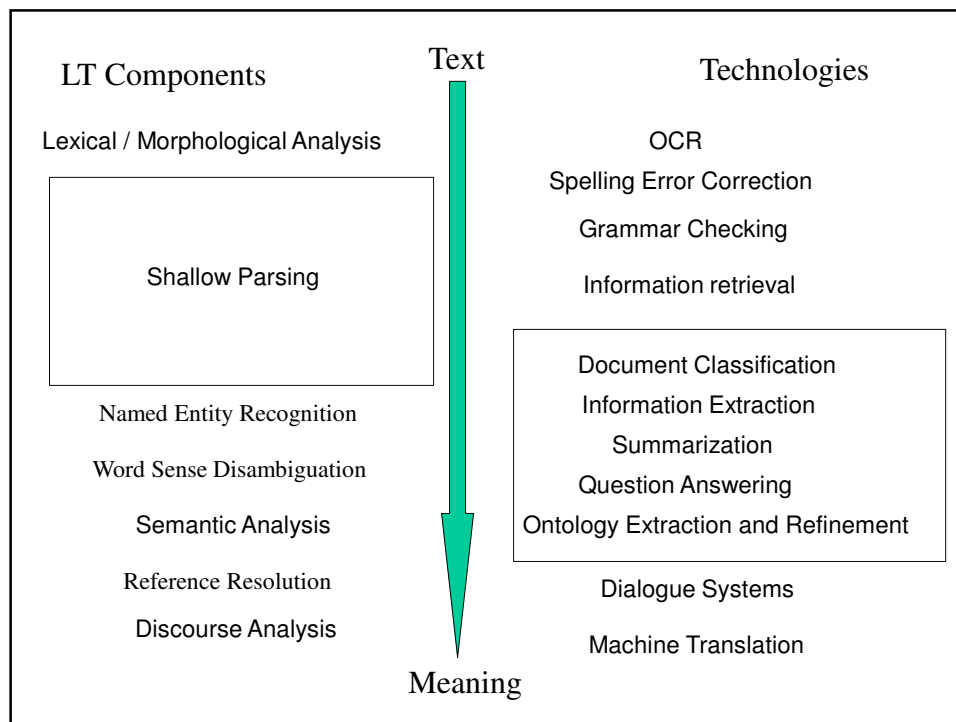 Text
LT Components
Technologies
Lexical / Morphological Analysis
Shallow Parsing
Named Entity Recognition
Word Sense Disambiguation
Semantic Analysis
Reference Resolution
Discourse Analysis
OCR
Spelling Error Correction
Grammar Checking
Information retrieval
Document Classification
Information Extraction
Summarization
Question Answering
Ontology Extraction and Refinement
Dialogue Systems
Machine Translation
Meaning